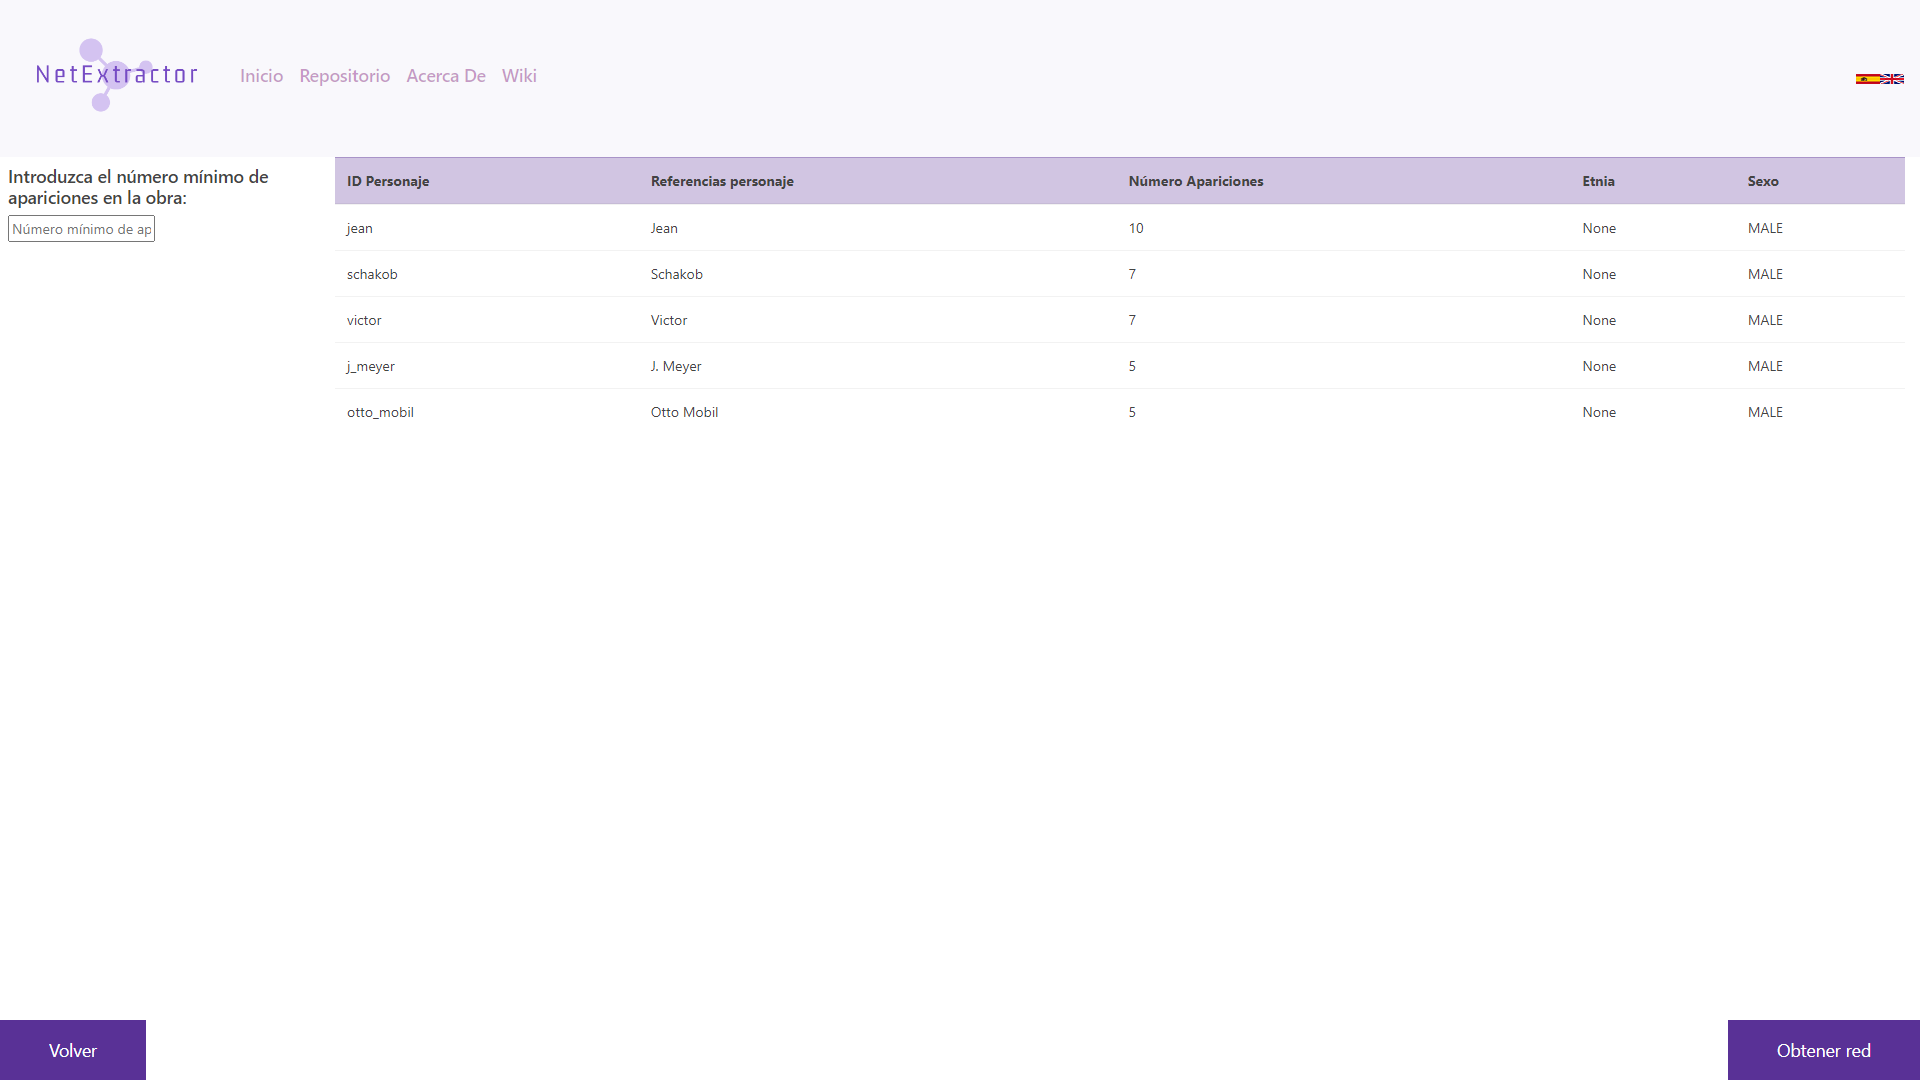 NetExtractor
Inicio Repositorio Acerca De Wiki
Introduzca el número mínimo de
apariciones en la obra:
Número mínimo de ap
ID Personaje Referencias personaje Número Apariciones Etnia Sexo
jean Jean 10 None MALE
schakob Schakob 7 None MALE
victor Victor 7 None MALE
j_meyer J. Meyer 5 None MALE
otto_mobil Otto Mobil 5 None MALE
Volver Obtener red